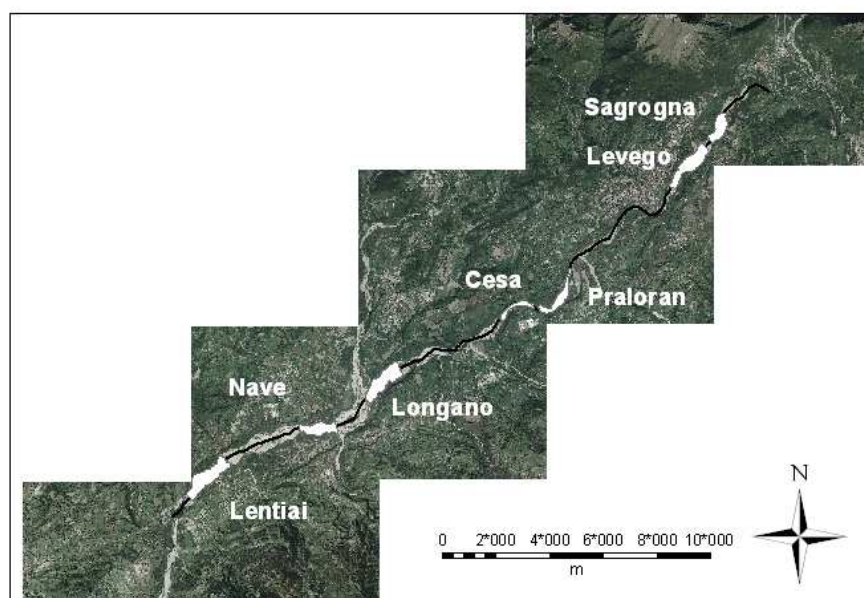 Sagrogna
Levego
Cesa
Praloran
Nave
Longano
Lentiai
N
0 2*000 4*000 6*000 8*000 10*000
m